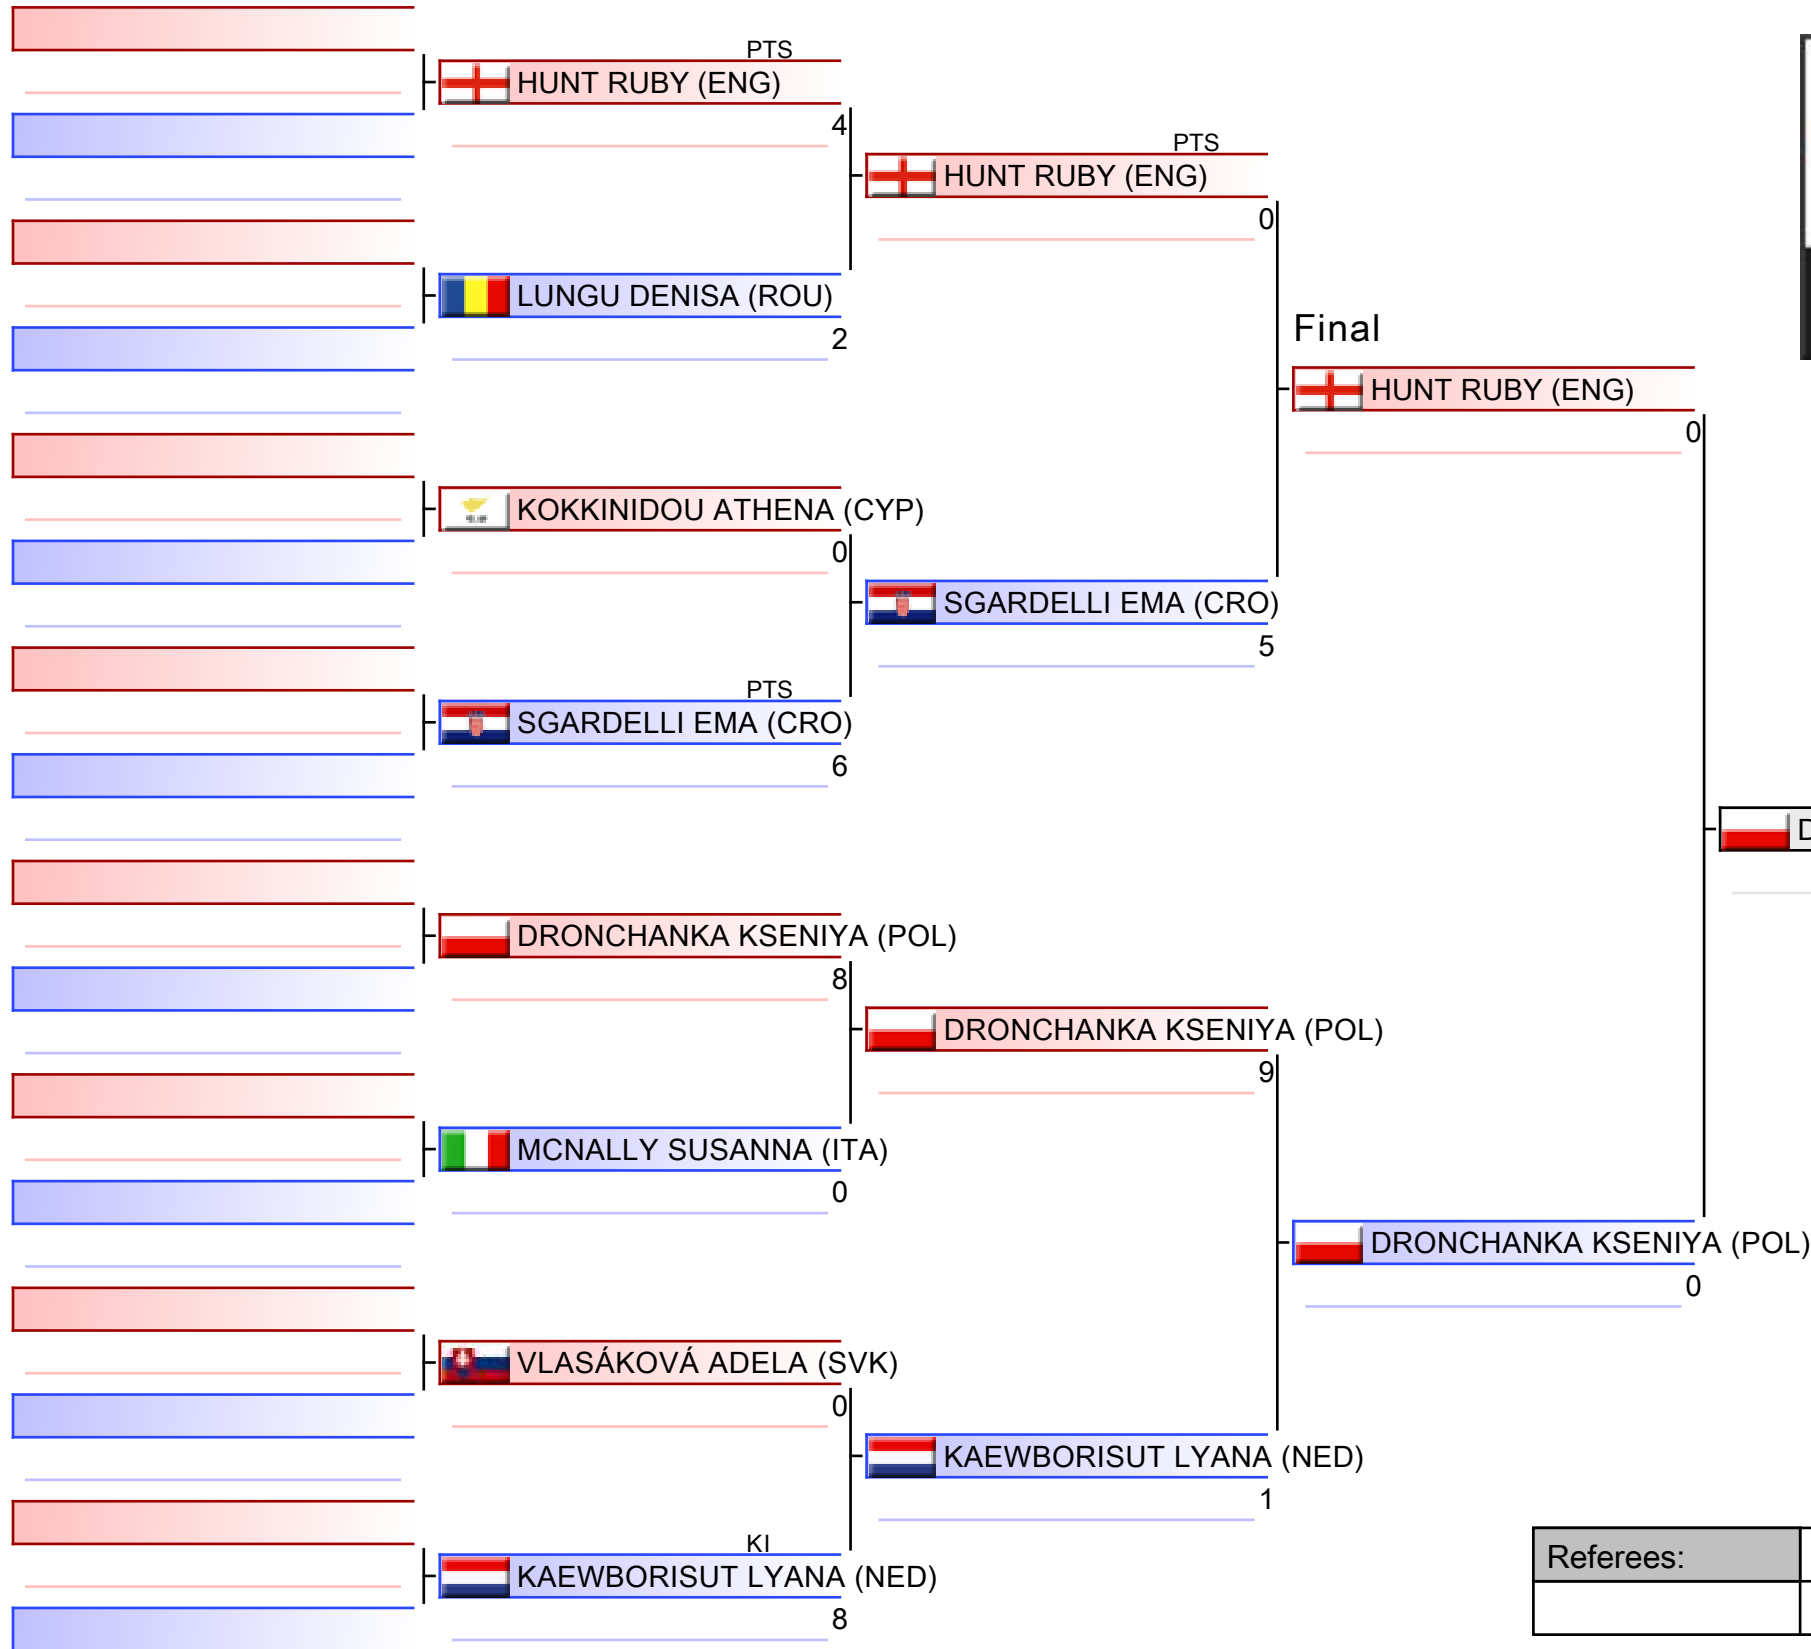 PTS
HUNT RUBY (ENG)
4
PTS
HUNT RUBY (ENG)
0
LUNGU DENISA (ROU)
2
Final
HUNT RUBY (ENG)
0
KOKKINIDOU ATHENA (CYP)
0
SGARDELLI EMA (CRO)
5
PTS
SGARDELLI EMA (CRO)
6
D
DRONCHANKA KSENIYA (POL)
8
DRONCHANKA KSENIYA (POL)
9
MCNALLY SUSANNA (ITA)
0
DRONCHANKA KSENIYA (POL)
0
VLASÁKOVÁ ADELA (SVK)
0
KAEWBORISUT LYANA (NED)
1
KI
KAEWBORISUT LYANA (NED)
8
Referees: